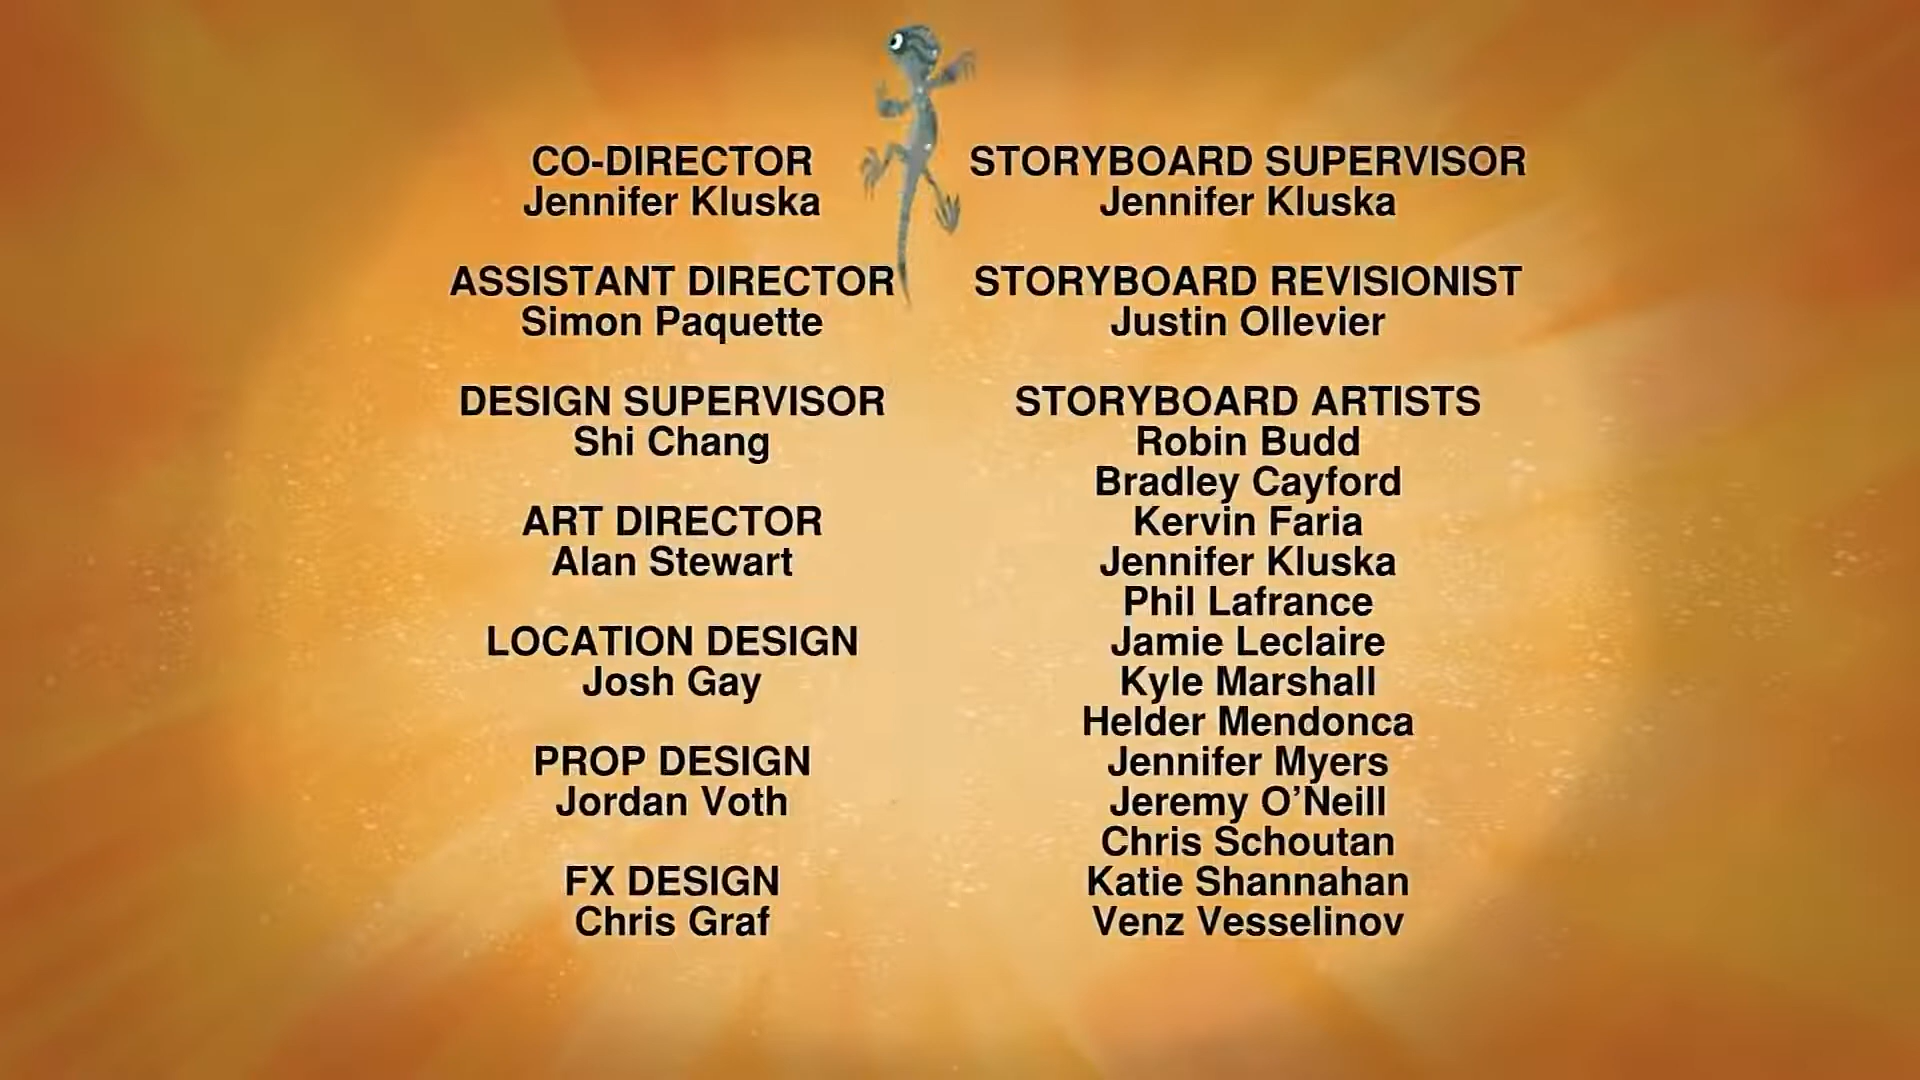 CO-DIRECTOR
Jennifer Kluska
ASSISTANT DIRECTOR
Simon Paquette
DESIGN SUPERVISOR
Shi Chang
ART DIRECTOR
Alan Stewart
LOCATION DESIGN
Josh Gay
PROP DESIGN
Jordan Voth
FX DESIGN
Chris Graf
STORYBOARD SUPERVISOR
Jennifer Kluska
STORYBOARD REVISIONIST
Justin Ollevier
STORYBOARD ARTISTS
Robin Budd
Bradley Cayford
Kervin Faria
Jennifer Kluska
Phil Lafrance
Jamie Leclaire
Kyle Marshall
Helder Mendonca
Jennifer Myers
Jeremy O’Neill
Chris Schoutan
Katie Shannahan
Venz Vesselinov